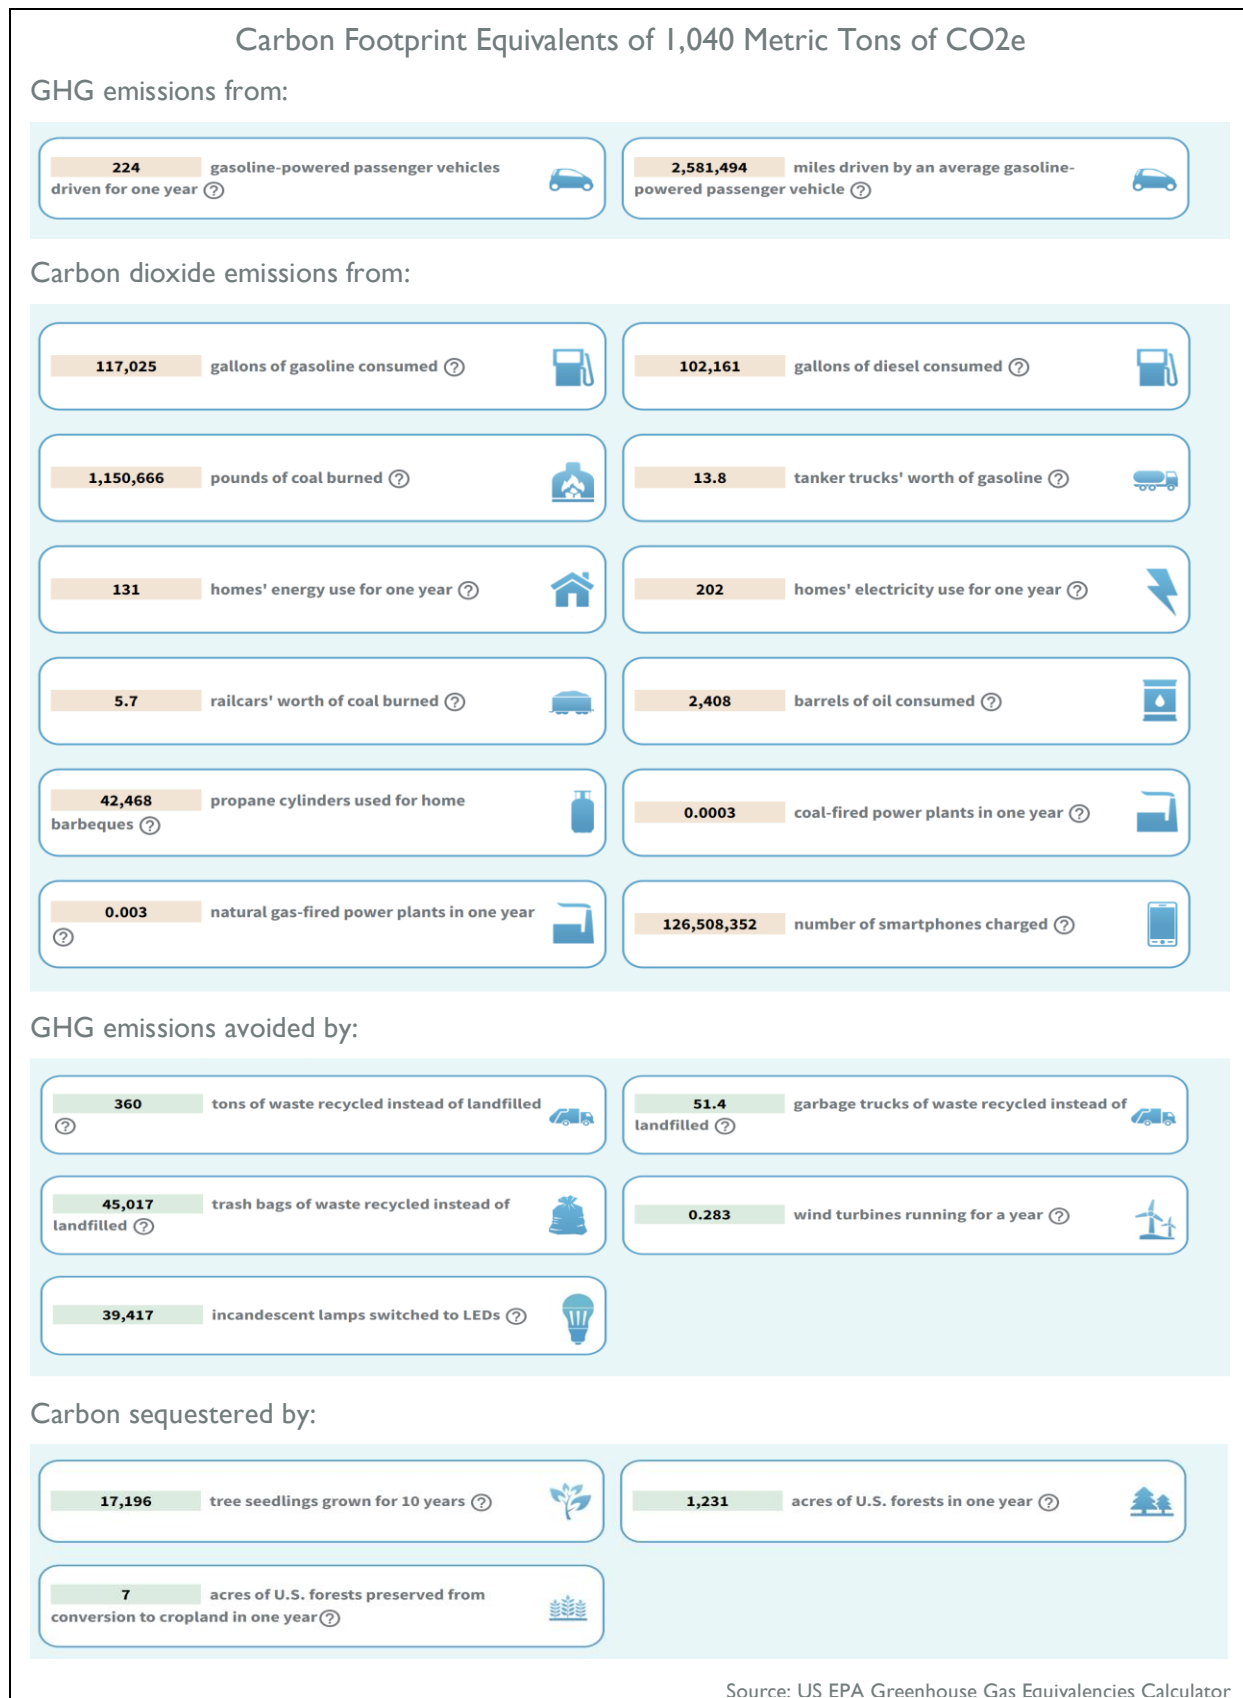 Carbon Footprint Equivalents of 1,040 Metric Tons of CO2e
GHG emissions from:
224 gasoline-powered passenger vehicles
driven for one year ?
2,581,494 miles driven by an average gasoline-
powered passenger vehicle ?
Carbon dioxide emissions from:
117,025 gallons of gasoline consumed ?
102,161 gallons of diesel consumed ?
1,150,666 pounds of coal burned ?
13.8 tanker trucks' worth of gasoline ?
131 homes' energy use for one year ?
202 homes' electricity use for one year ?
5.7 railcars' worth of coal burned ?
2,408 barrels of oil consumed ?
42,468 propane cylinders used for home
barbeques ?
0.0003 coal-fired power plants in one year ?
0.003 natural gas-fired power plants in one year
?
126,508,352 number of smartphones charged ?
GHG emissions avoided by:
360 tons of waste recycled instead of landfilled
?
51.4 garbage trucks of waste recycled instead of
landfilled ?
45,017 trash bags of waste recycled instead of
landfilled ?
0.283 wind turbines running for a year ?
39,417 incandescent lamps switched to LEDs ?
Carbon sequestered by:
17,196 tree seedlings grown for 10 years ?
1,231 acres of U.S. forests in one year ?
7 acres of U.S. forests preserved from
conversion to cropland in one year ?
Source: US EPA Greenhouse Gas Equivalencies Calculator